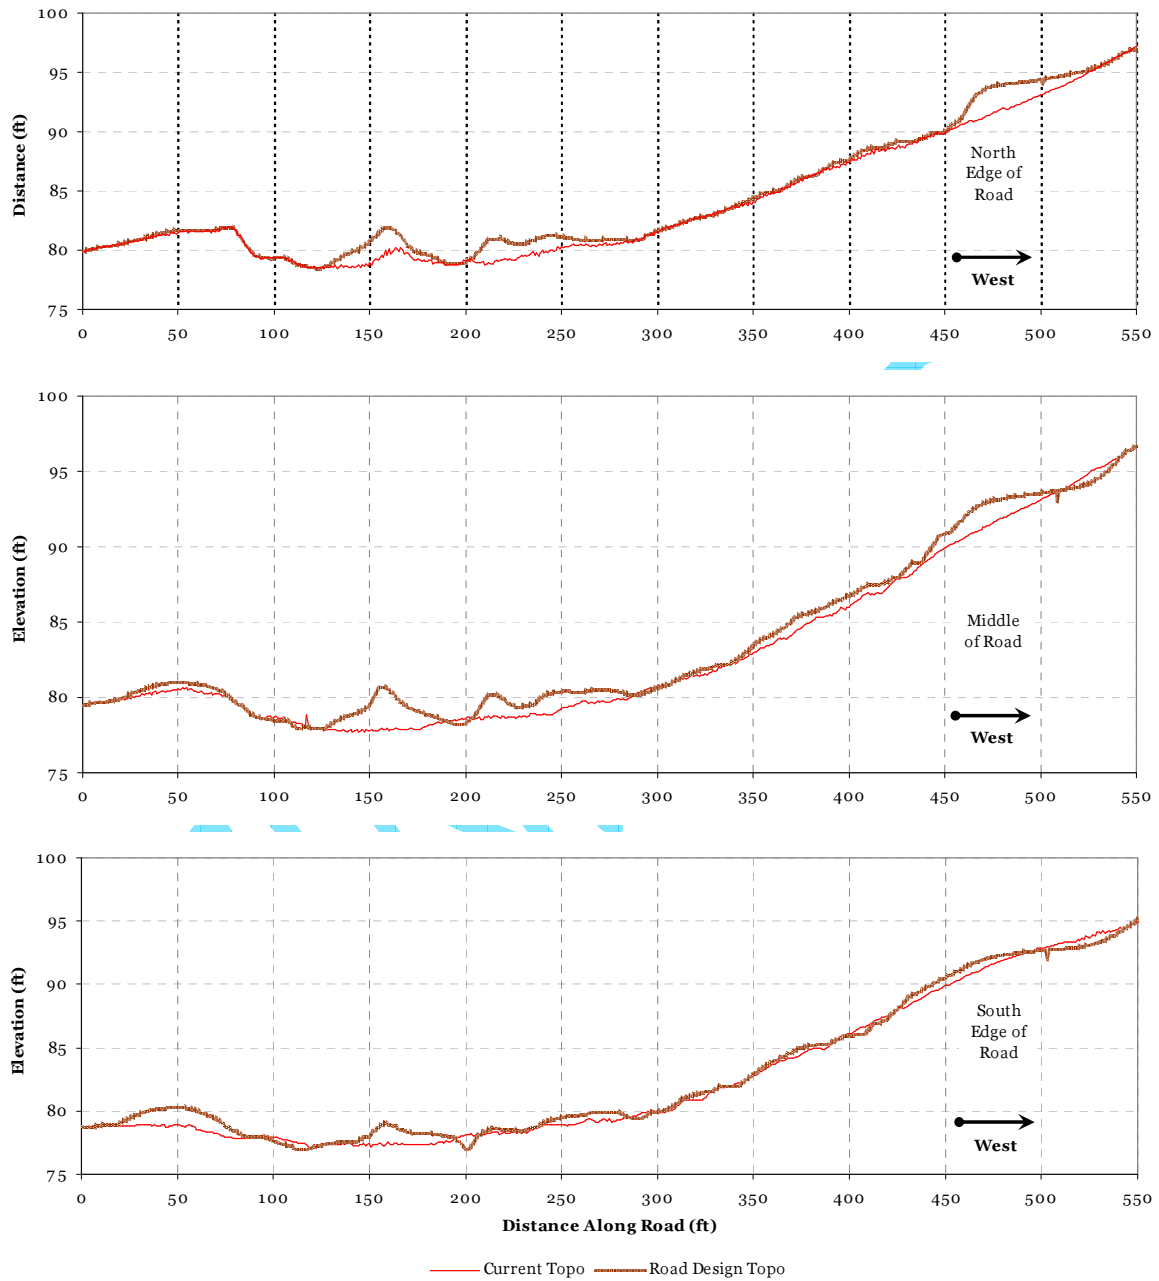 100
95
90
85
80
75
Distance (ft)
North
Edge of
Road
West
0 50 100 150 200 250 300 350 400 450 500 550
100
95
90
85
80
75
Elevation (ft)
Middle
of Road
West
0 50 100 150 200 250 300 350 400 450 500 550
100
95
90
85
80
75
Elevation (ft)
South
Edge of
Road
West
0 50 100 150 200 250 300 350 400 450 500 550
Distance Along Road (ft)
Current Topo Road Design Topo